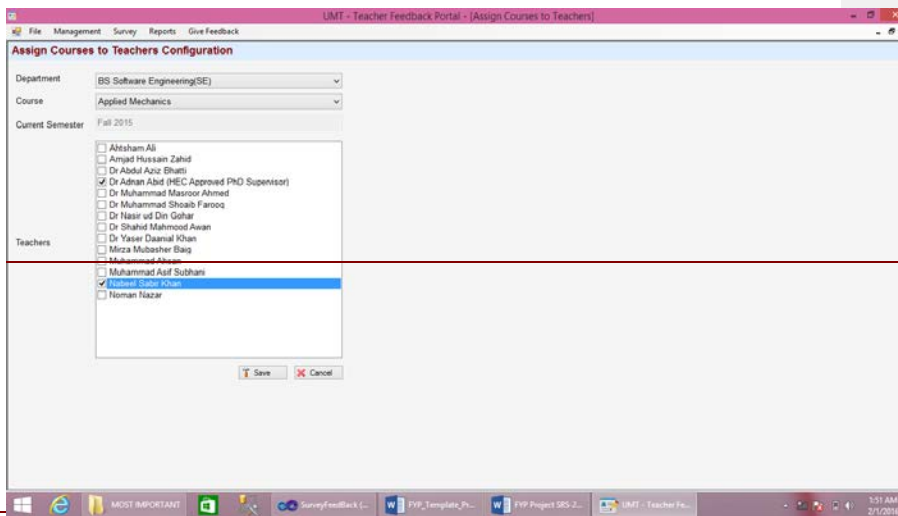 UMT - Teacher Feedback Portal - [Assign Courses to Teachers]
File Management Survey Reports Give Feedback
Assign Courses to Teachers Configuration
Department BS Software Engineering(SE)
Course Applied Mechanics
Current Semester Fall 2015
Ahtsham Ali
Amjad Hussain Zahid
Dr Abdul Aziz Bhatti
Dr Adnan Abid (HEC Approved PhD Supervisor)
Dr Muhammad Masroor Ahmed
Dr Muhammad Shoaib Farooq
Dr Nasir ud Din Gohar
Dr Shahid Mahmood Awan
Dr Yaser Daanial Khan
Teachers
Mirza Mubasher Baig
Muhammad Ahsan
Muhammad Asif Subhani
Nabeel Sabir Khan
Noman Nazar
Save Cancel
1:51 AM
MOST IMPORTANT SurveyFeedBack (... FYP_Template_Pr... FYP Project SRS-2... UMT - Teacher Fe...
2/1/2016